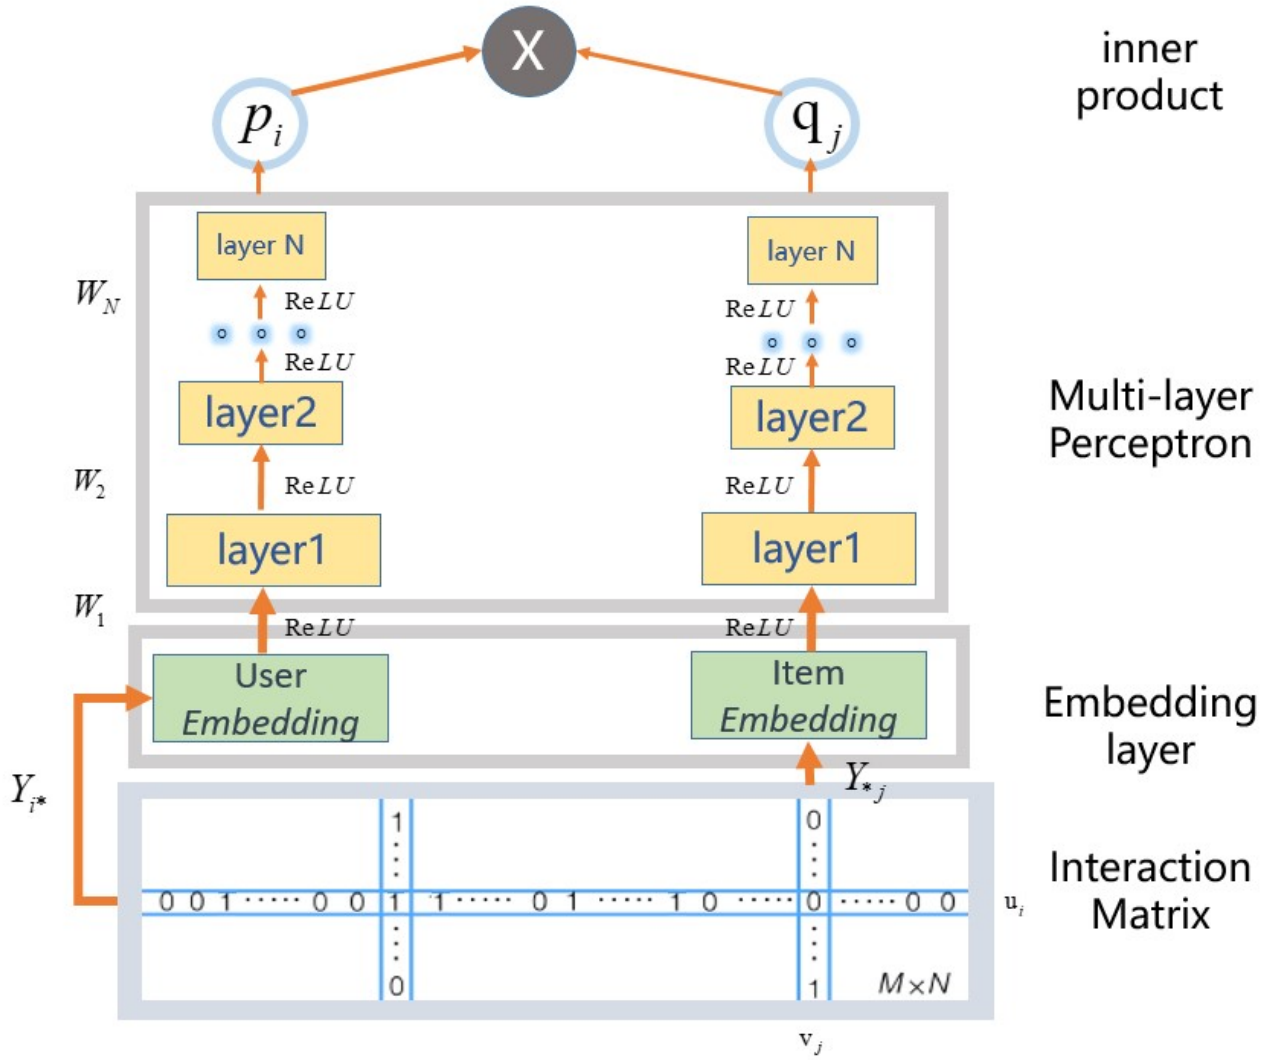 X
inner
product
p_i
q_j
layer N
layer N
W_N
ReLU
ReLU
ReLU
ReLU
layer2
layer2
Multi-layer
Perceptron
W_2
ReLU
ReLU
layer1
layer1
W_1
ReLU
ReLU
User
Embedding
Item
Embedding
Embedding
layer
Y_i*
Y_*j
1
0
0 0 1 ······ 0 0 1 1 ······ 0 1 ······ 1 0 ······ 0 ······ 0 0
u_i
0
1
M×N
Interaction
Matrix
v_j